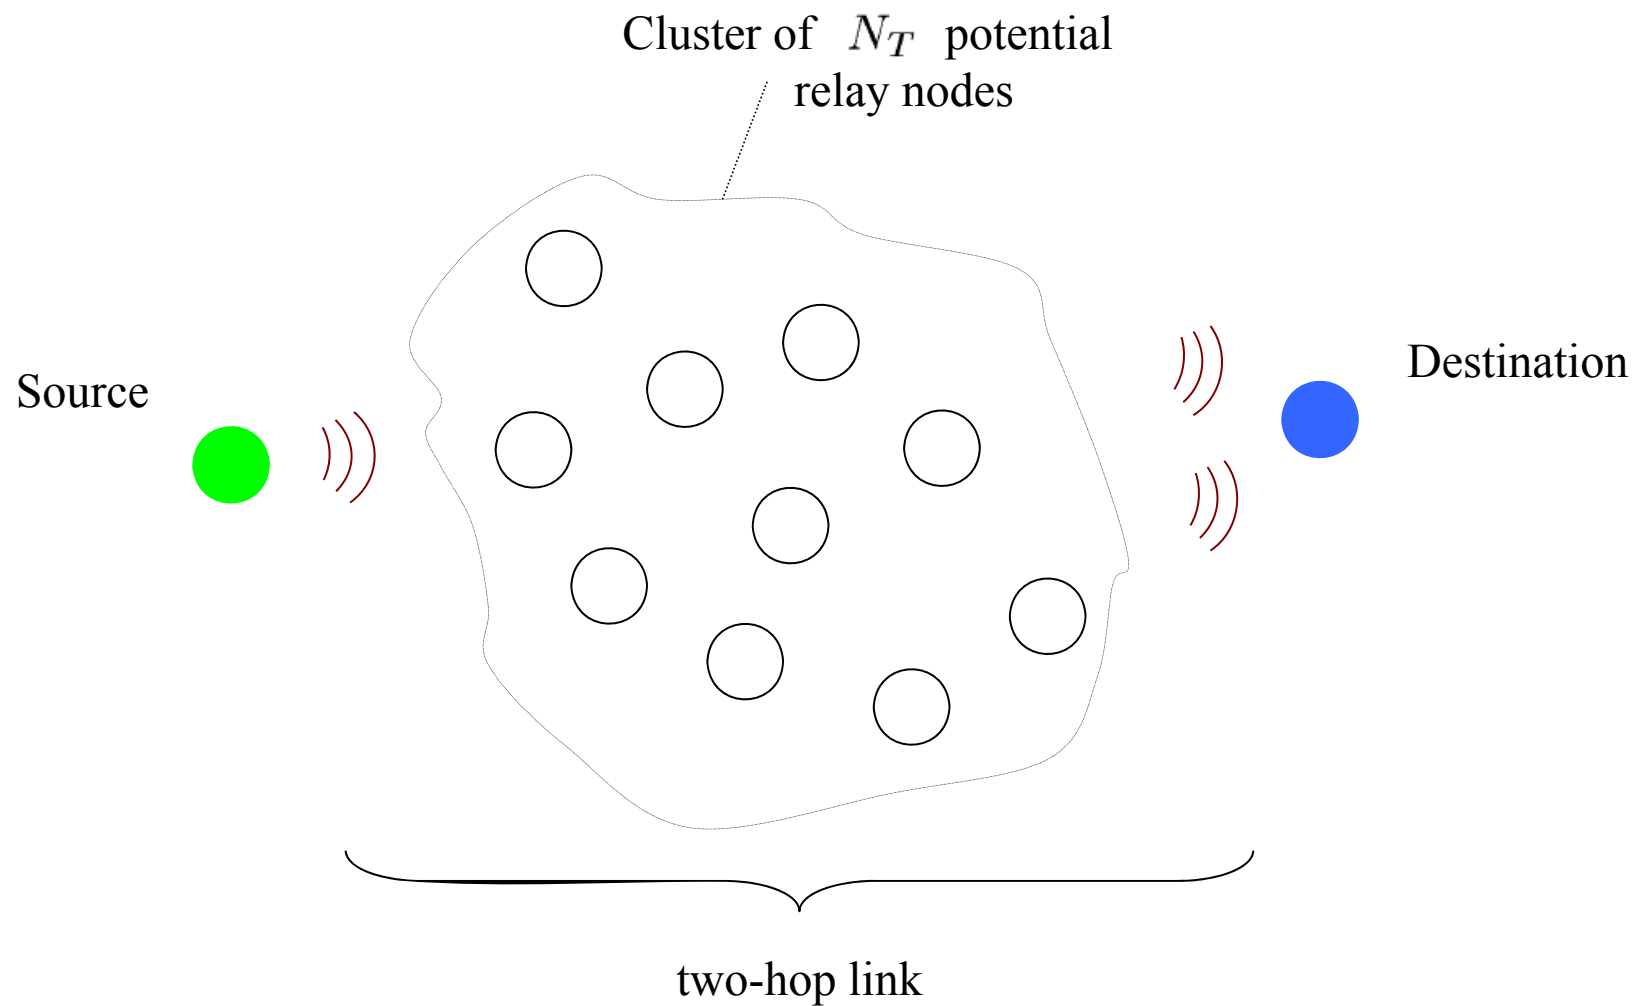 Cluster of N_T potential
relay nodes
Source
Destination
two-hop link